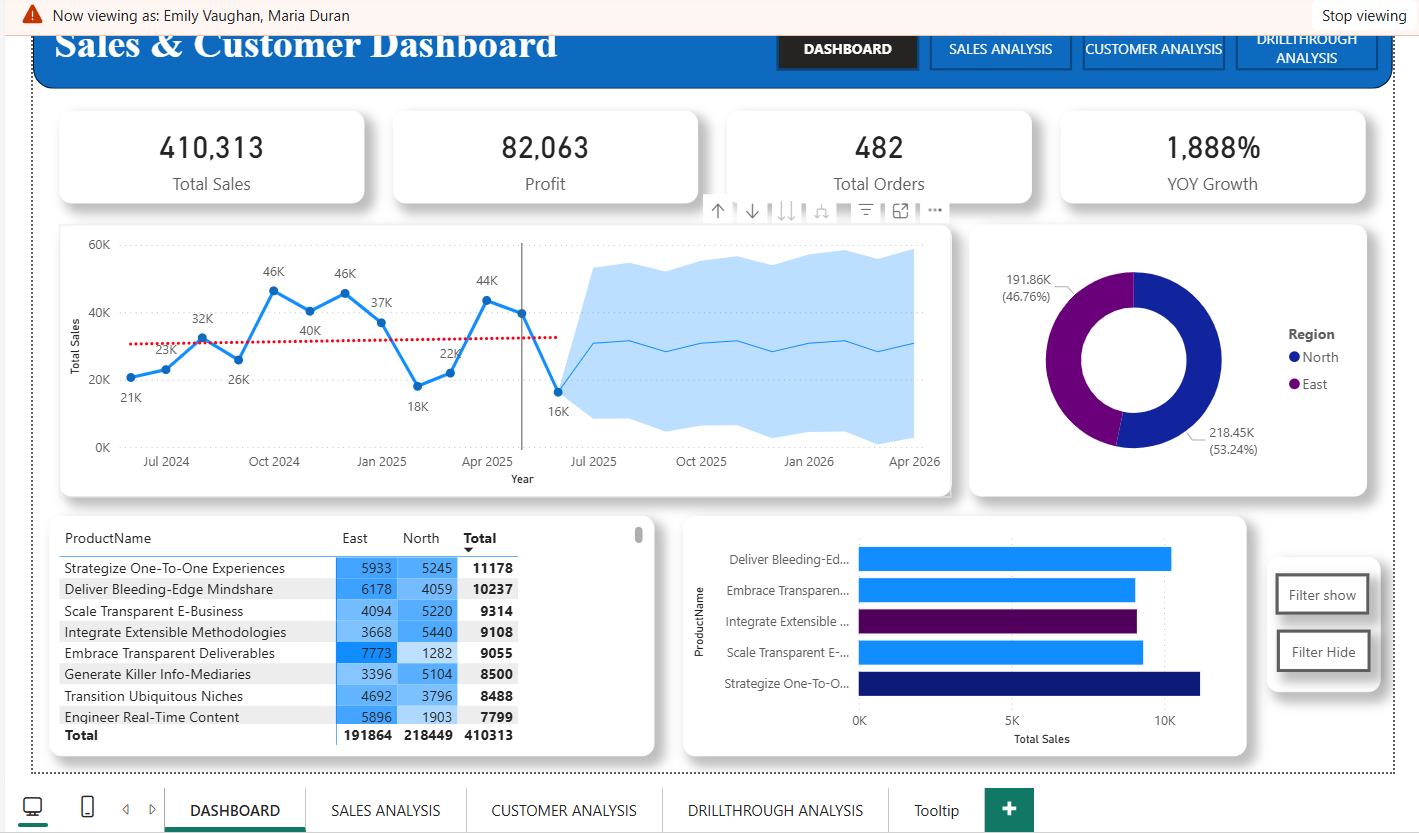 Now viewing as: Emily Vaughan, Maria Duran
Stop viewing
Sales & Customer Dashboard
DASHBOARD
SALES ANALYSIS
CUSTOMER ANALYSIS
DRILLTHROUGH
ANALYSIS
410,313
Total Sales
82,063
Profit
482
Total Orders
1,888%
YOY Growth
Total Sales
60K
40K
20K
0K
21K
23K
32K
26K
46K
40K
46K
37K
18K
22K
44K
16K
Jul 2024
Oct 2024
Jan 2025
Apr 2025
Jul 2025
Oct 2025
Jan 2026
Apr 2026
Year
191.86K
(46.76%)
218.45K
(53.24%)
Region
North
East
ProductName East North Total
Strategize One-To-One Experiences 5933 5245 11178
Deliver Bleeding-Edge Mindshare 6178 4059 10237
Scale Transparent E-Business 4094 5220 9314
Integrate Extensible Methodologies 3668 5440 9108
Embrace Transparent Deliverables 7773 1282 9055
Generate Killer Info-Mediaries 3396 5104 8500
Transition Ubiquitous Niches 4692 3796 8488
Engineer Real-Time Content 5896 1903 7799
Total 191864 218449 410313
ProductName
Deliver Bleeding-Ed...
Embrace Transparen...
Integrate Extensible ...
Scale Transparent E-...
Strategize One-To-O...
0K
5K
10K
Total Sales
Filter show
Filter Hide
DASHBOARD
SALES ANALYSIS
CUSTOMER ANALYSIS
DRILLTHROUGH ANALYSIS
Tooltip